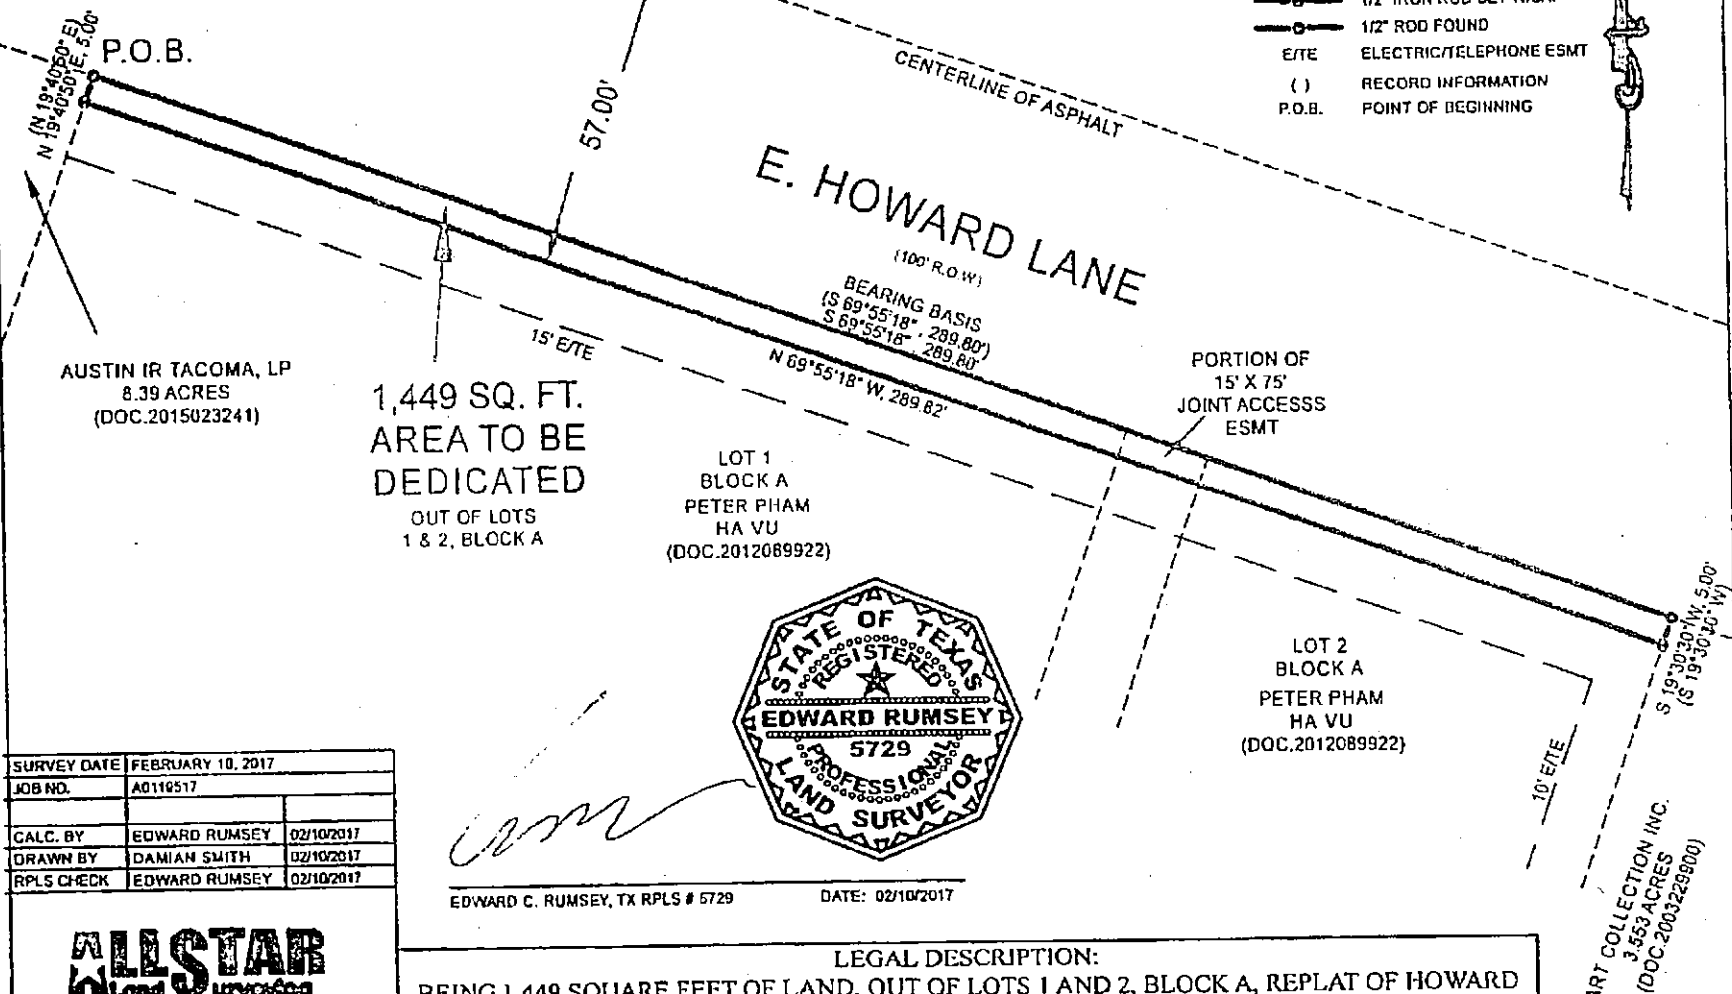 1/2" ROD FOUND
E/TE ELECTRIC/TELEPHONE ESMT
( ) RECORD INFORMATION
P.O.B. POINT OF BEGINNING
(N 19°40'50" E)
N 19°40'50" E, 5.00'
P.O.B.
57.00'
CENTERLINE OF ASPHALT
E. HOWARD LANE
(100' R.O.W)
BEARING BASIS
(S 69°55'18" , 289.80')
S 69°55'18" , 289.80'
N 69°55'18" W, 289.82'
15' E/TE
AUSTIN IR TACOMA, LP
8.39 ACRES
(DOC.2015023241)
1,449 SQ. FT.
AREA TO BE
DEDICATED
OUT OF LOTS
1 & 2, BLOCK A
LOT 1
BLOCK A
PETER PHAM
HA VU
(DOC.2012089922)
PORTION OF
15' X 75'
JOINT ACCESSS
ESMT
LOT 2
BLOCK A
PETER PHAM
HA VU
(DOC.2012089922)
S 19°30'30" W, 5.00'
(S 19°30'30" W)
10' E/TE
ART COLLECTION INC.
3.553 ACRES
(DOC.2003229900)
STATE OF TEXAS
REGISTERED
EDWARD RUMSEY
5729
PROFESSIONAL
LAND SURVEYOR
SURVEY DATE FEBRUARY 10, 2017
JOB NO. A0119517
CALC. BY EDWARD RUMSEY 02/10/2017
DRAWN BY DAMIAN SMITH 02/10/2017
RPLS CHECK EDWARD RUMSEY 02/10/2017
EDWARD C. RUMSEY, TX RPLS # 5729 DATE: 02/10/2017
ALLSTAR
Land
LEGAL DESCRIPTION:
BEING 1,449 SQUARE FEET OF LAND, OUT OF LOTS 1 AND 2, BLOCK A, REPLAT OF HOWARD